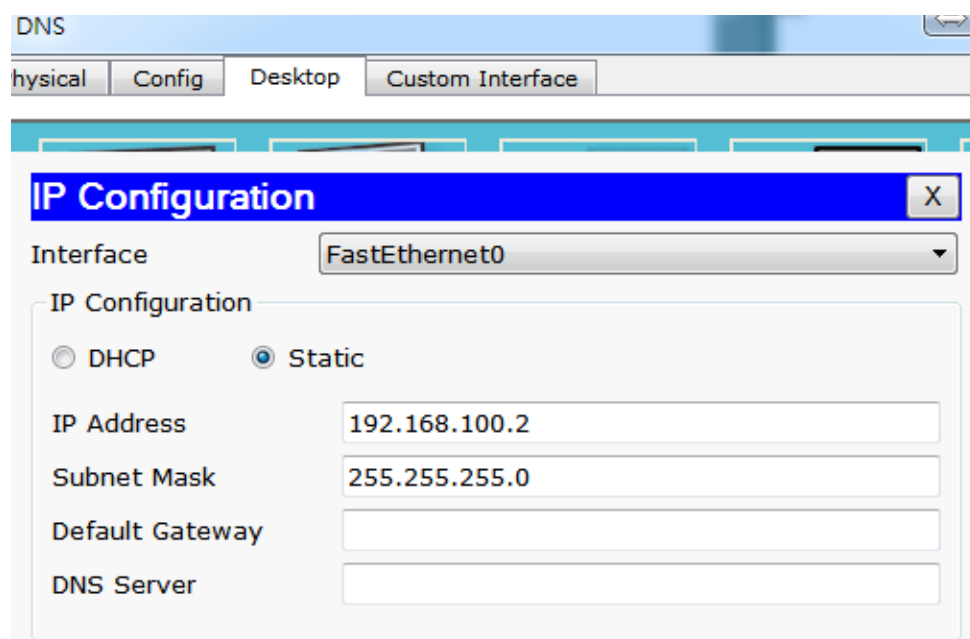 DNS
hysical Config Desktop Custom Interface
IP Configuration X
Interface FastEthernet0
IP Configuration
DHCP Static
IP Address 192.168.100.2
Subnet Mask 255.255.255.0
Default Gateway
DNS Server